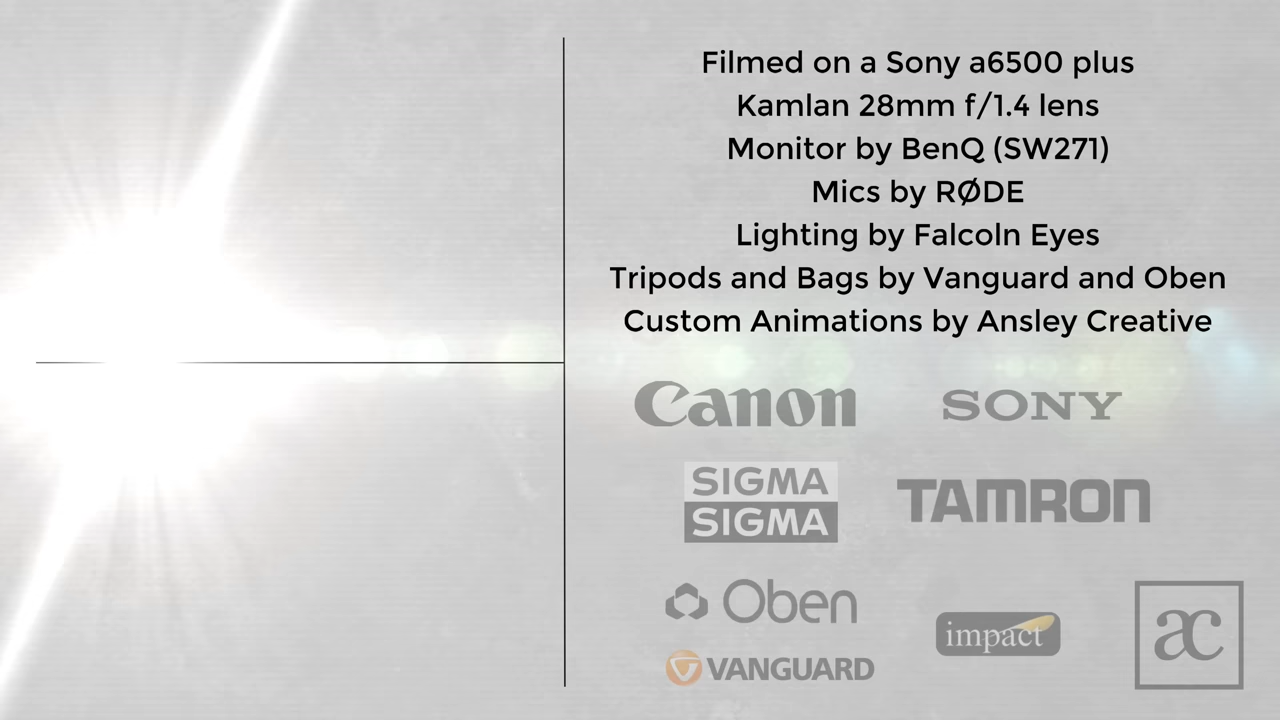 Filmed on a Sony a6500 plus
Kamlan 28mm f/1.4 lens
Monitor by BenQ (SW271)
Mics by RØDE
Lighting by Falcoln Eyes
Tripods and Bags by Vanguard and Oben
Custom Animations by Ansley Creative
Canon
SONY
SIGMA
SIGMA
TAMRON
Oben
impact
VANGUARD
ac